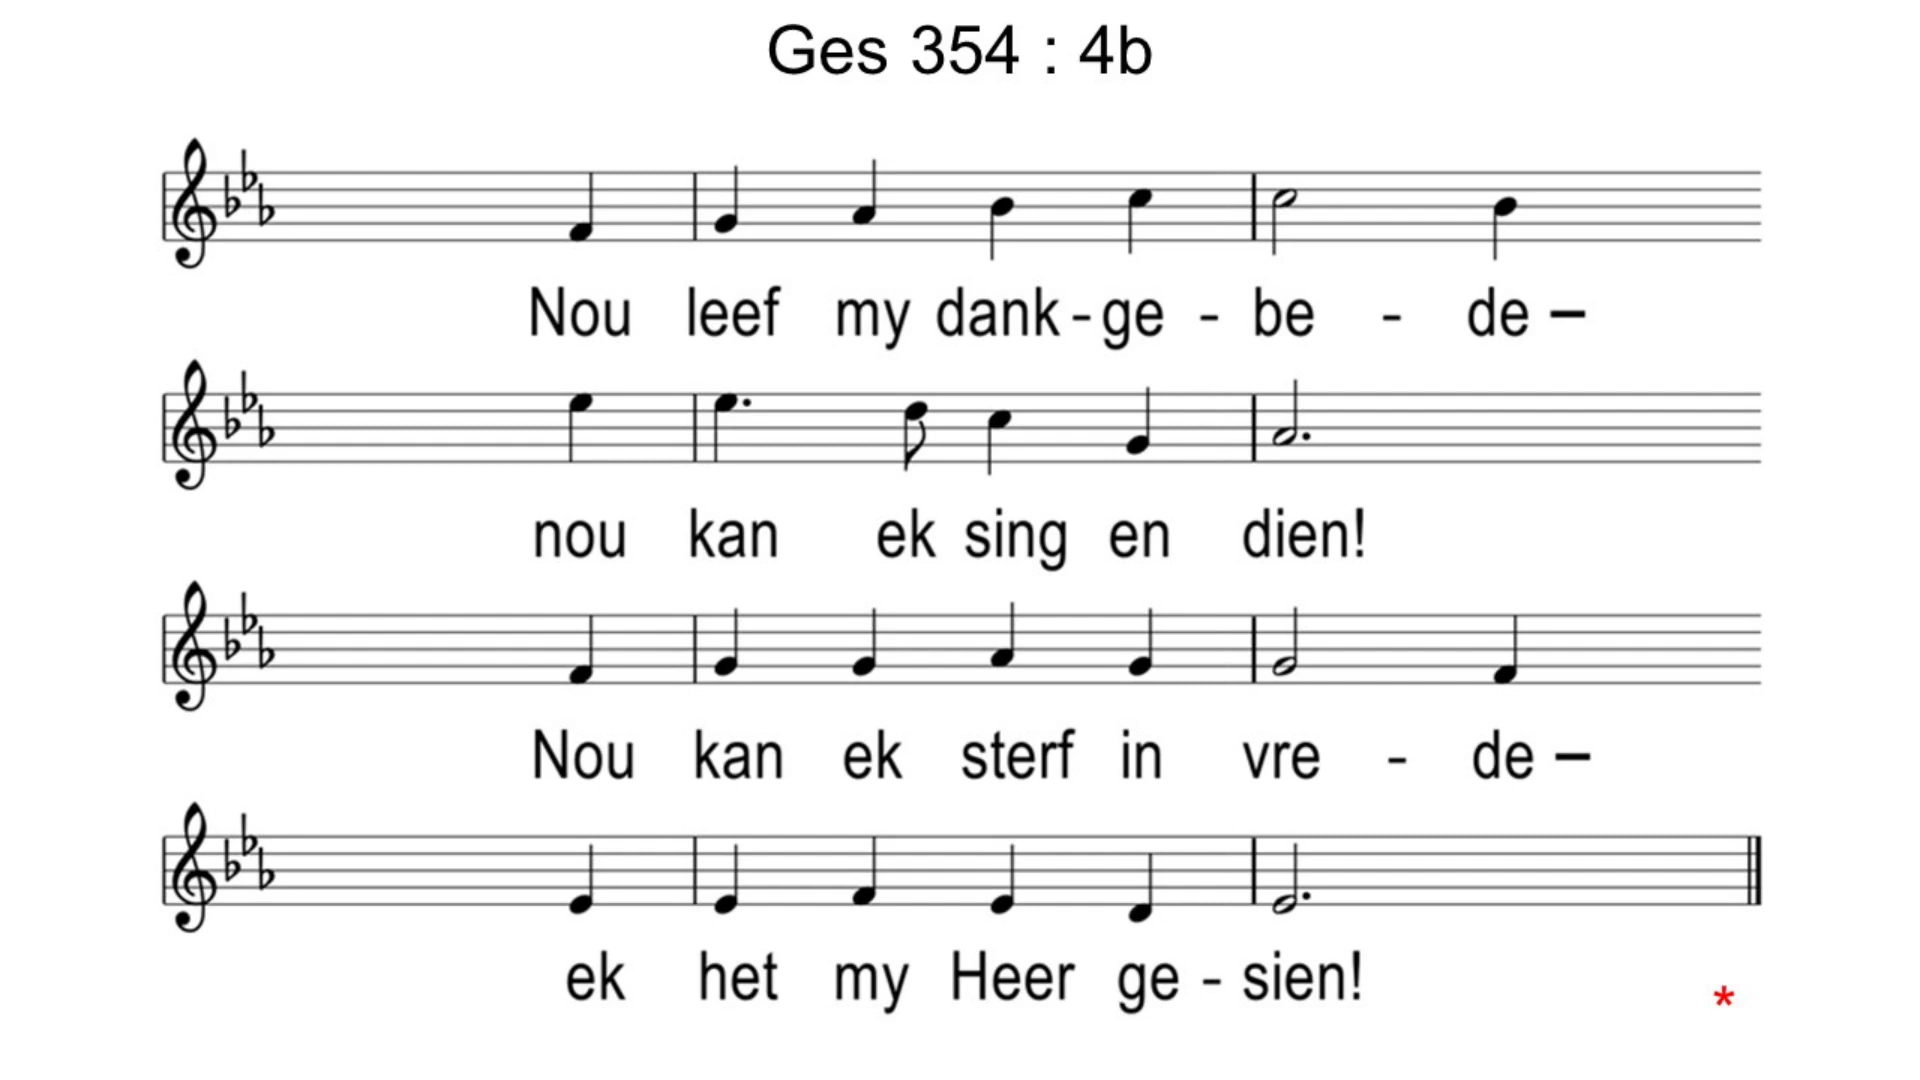 Ges 354 : 4b
Nou leef my dank - ge - be - de –
nou kan ek sing en dien!
Nou kan ek sterf in vre - de –
ek het my Heer ge - sien!
*